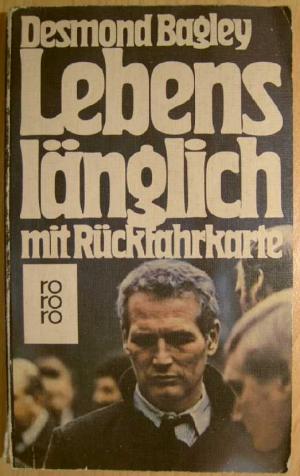 Desmond Bagley
Lebens
länglich
mit Rückfahrkarte
ro
ro
ro